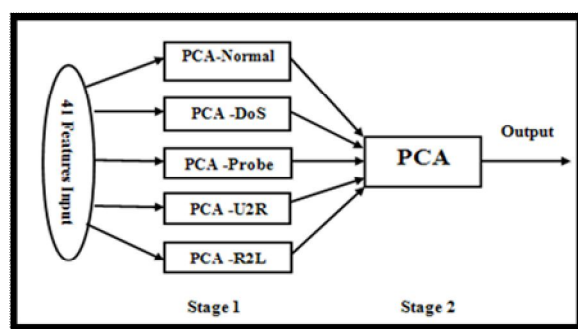 41 Features Input
PCA-Normal
PCA -DoS
PCA -Probe
PCA -U2R
PCA -R2L
PCA
Output
Stage 1
Stage 2